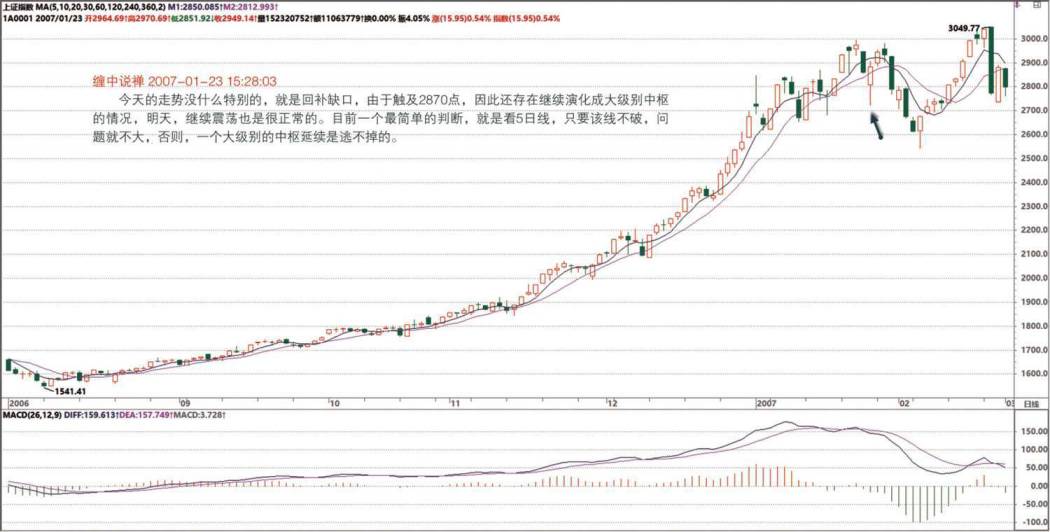 上证指数 MA(5,10,20,30,60,120,240,360,2) M1:2850.085↑M2:2812.993↑
1A0001 2007/01/23 开2964.69↑高2970.69↑低2851.92↓收2949.14↑量152320752↑额11063779↑换0.00% 振4.05% 涨(15.95)0.54% 指数(15.95)0.54%
3049.77
缠中说禅 2007-01-23 15:28:03
今天的走势没什么特别的，就是回补缺口，由于触及2870点，因此还存在继续演化成大级别中枢
的情况，明天，继续震荡也是很正常的。目前一个最简单的判断，就是看5日线，只要该线不破，问
题就不大，否则，一个大级别的中枢延续是逃不掉的。
3000.0
2900.0
2800.0
2700.0
2600.0
2500.0
2400.0
2300.0
2200.0
2100.0
2000.0
1900.0
1800.0
1700.0
1600.0
1541.41
2006 09 10 11 12 2007 02 03 日线
MACD(26,12,9) DIFF:159.613↑DEA:157.749↑MACD:3.728↑
150.00
100.00
50.00
0.00
-50.00
-100.0